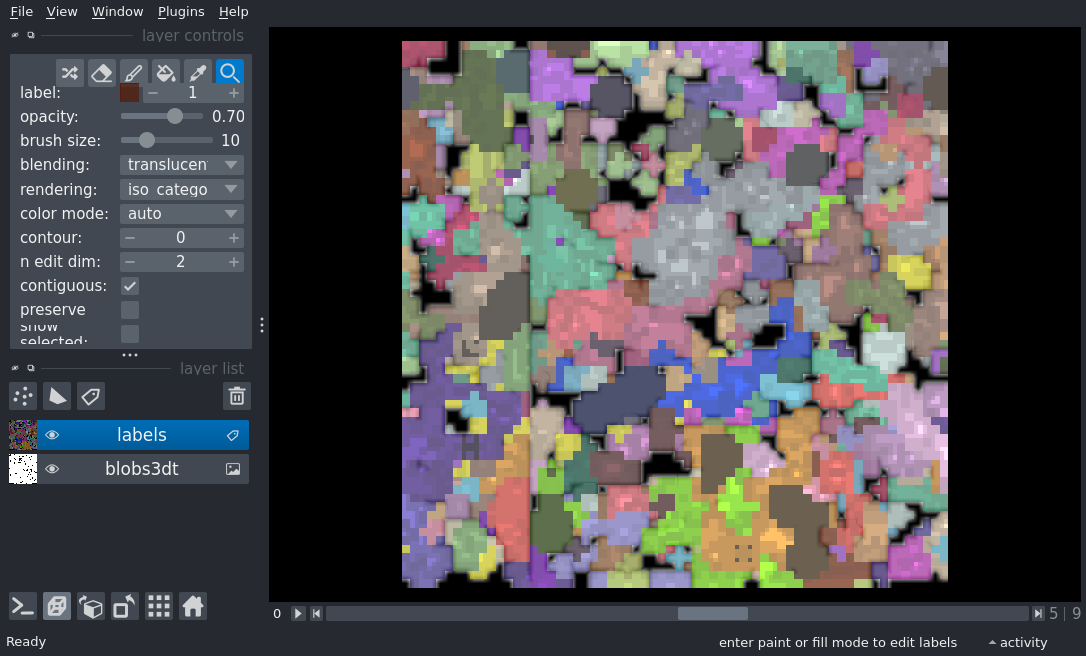 File View Window Plugins Help
layer controls
label: 1
opacity: 0.70
brush size: 10
blending: translucen
rendering: iso catego
color mode: auto
contour: 0
n edit dim: 2
contiguous:
preserve
show
selected:
layer list
labels
blobs3dt
0 5 | 9
Ready enter paint or fill mode to edit labels activity